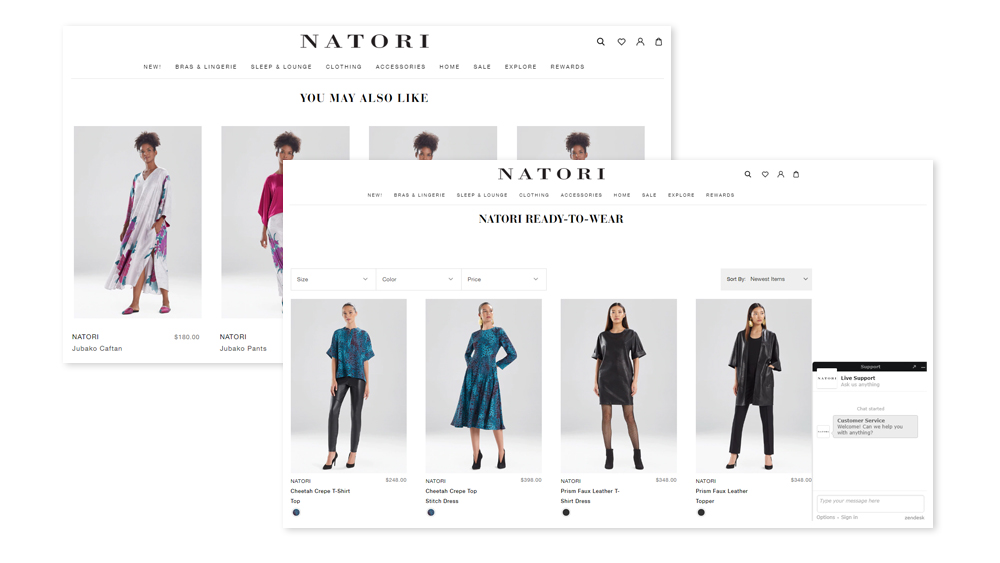 NATORI
NEW! BRAS & LINGERIE SLEEP & LOUNGE CLOTHING ACCESSORIES HOME SALE EXPLORE REWARDS
YOU MAY ALSO LIKE
NATORI $180.00
Jubako Caftan
NATORI
Jubako Pants
NATORI
NEW! BRAS & LINGERIE SLEEP & LOUNGE CLOTHING ACCESSORIES HOME SALE EXPLORE REWARDS
NATORI READY-TO-WEAR
Size Color Price Sort By: Newest Items
NATORI $248.00
Cheetah Crepe T-Shirt
Top
NATORI $398.00
Cheetah Crepe Top
Stitch Dress
NATORI $348.00
Prism Faux Leather T-
Shirt Dress
NATORI $348.00
Prism Faux Leather
Topper
Support
NATORI
Live Support
Ask us anything
Chat started
Customer Service
Welcome! Can we help you
with anything?
Type your message here
Options Sign in zendesk